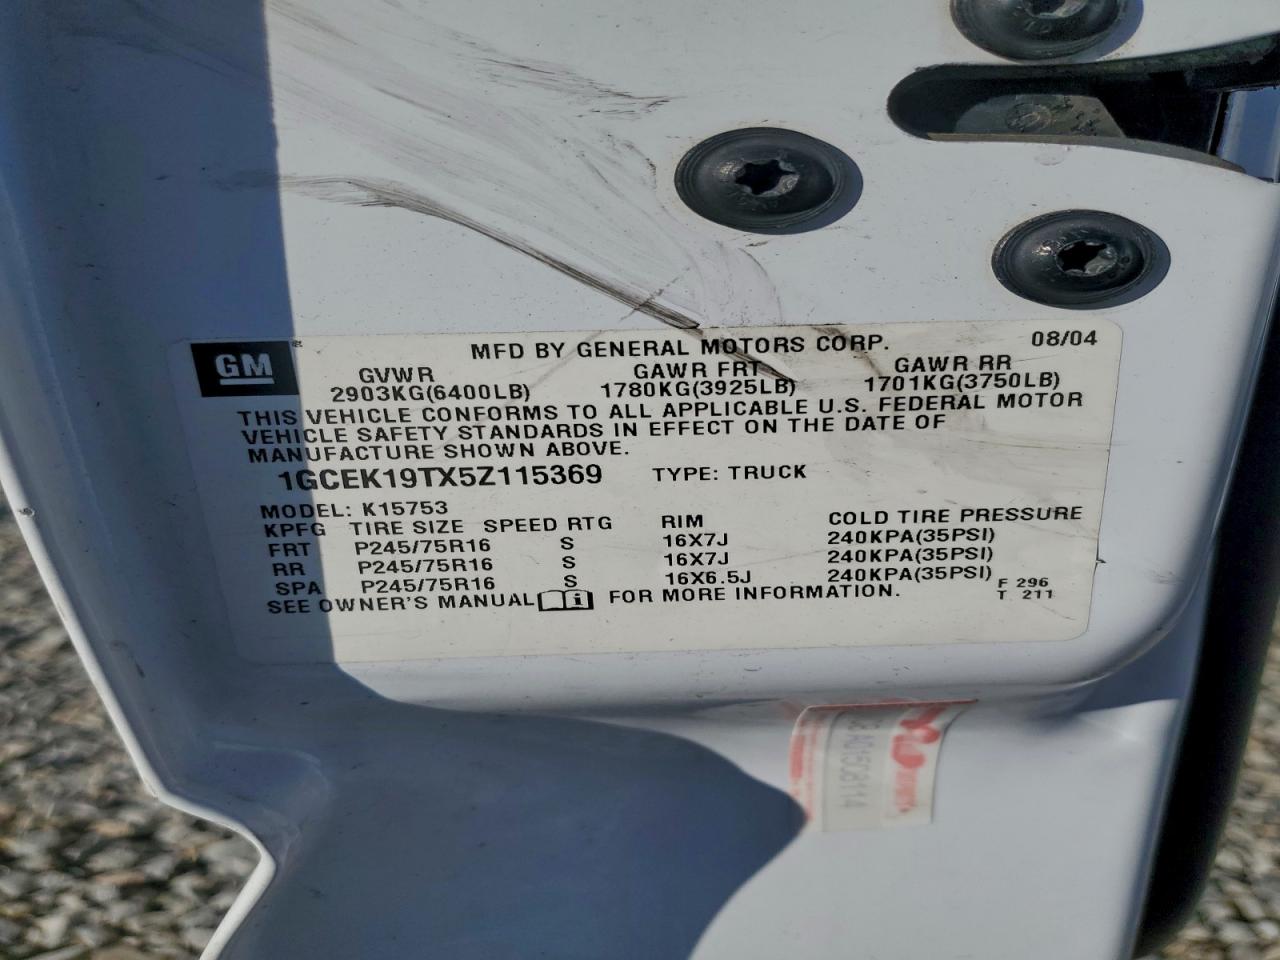 GM
MFD BY GENERAL MOTORS CORP. 08/04
GVWR GAWR FRT GAWR RR
2903KG(6400LB) 1780KG(3925LB) 1701KG(3750LB)
THIS VEHICLE CONFORMS TO ALL APPLICABLE U.S. FEDERAL MOTOR
VEHICLE SAFETY STANDARDS IN EFFECT ON THE DATE OF
MANUFACTURE SHOWN ABOVE.
1GCEK19TX5Z115369 TYPE: TRUCK
MODEL: K15753
KPFG TIRE SIZE SPEED RTG RIM COLD TIRE PRESSURE
FRT P245/75R16 S 16X7J 240KPA(35PSI)
RR P245/75R16 S 16X7J 240KPA(35PSI)
SPA P245/75R16 S 16X6.5J 240KPA(35PSI)
SEE OWNER'S MANUAL i FOR MORE INFORMATION.
F 296
T 211